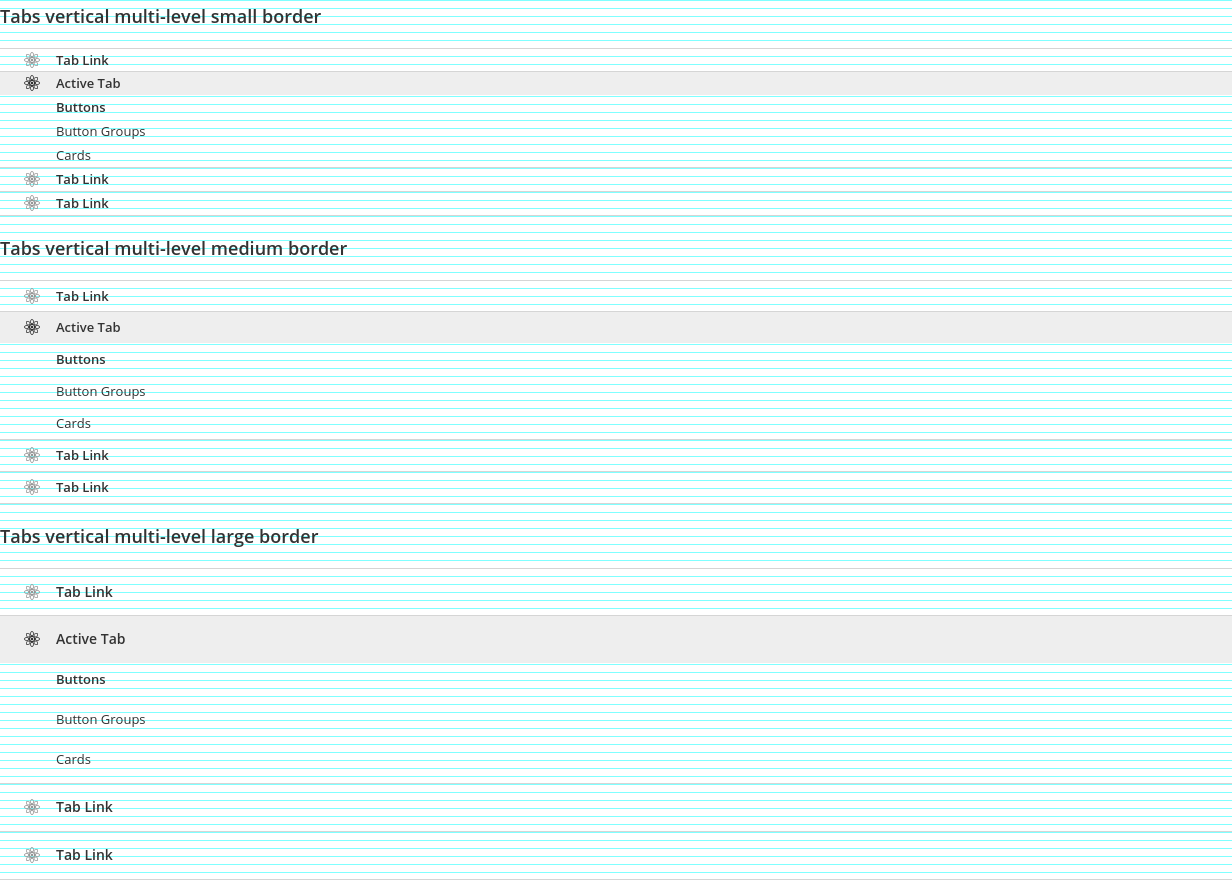 Tabs vertical multi-level small border
Tab Link
Active Tab
Buttons
Button Groups
Cards
Tab Link
Tab Link
Tabs vertical multi-level medium border
Tab Link
Active Tab
Buttons
Button Groups
Cards
Tab Link
Tab Link
Tabs vertical multi-level large border
Tab Link
Active Tab
Buttons
Button Groups
Cards
Tab Link
Tab Link